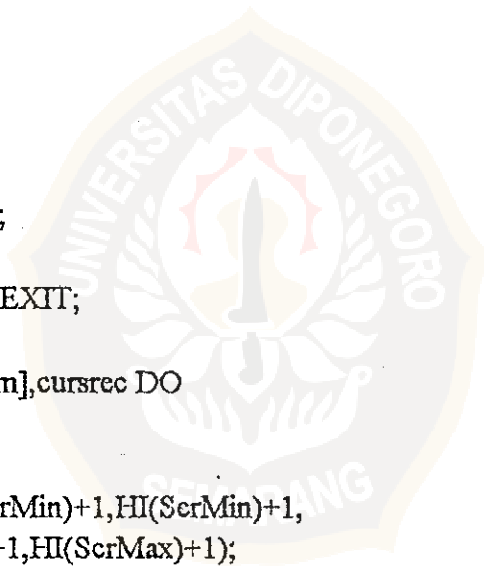 UNIVERSITAS DIPONEGORO
;
EXIT;
m],cursrec DO
SEMARANG
rMin)+1,HI(ScrMin)+1,
+1,HI(ScrMax)+1);